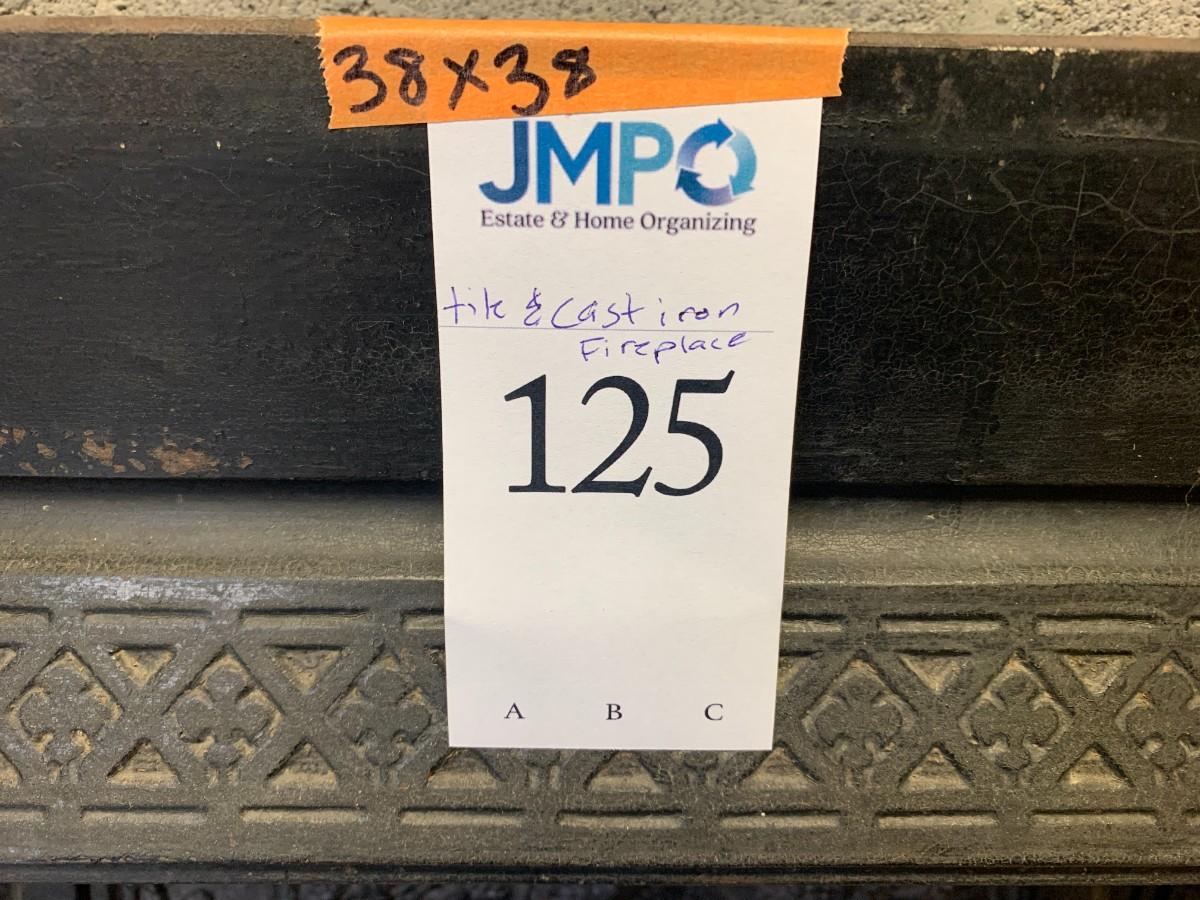 38x38
JMPO
Estate & Home Organizing
tile & Cast iron
Fireplace
125
A B C